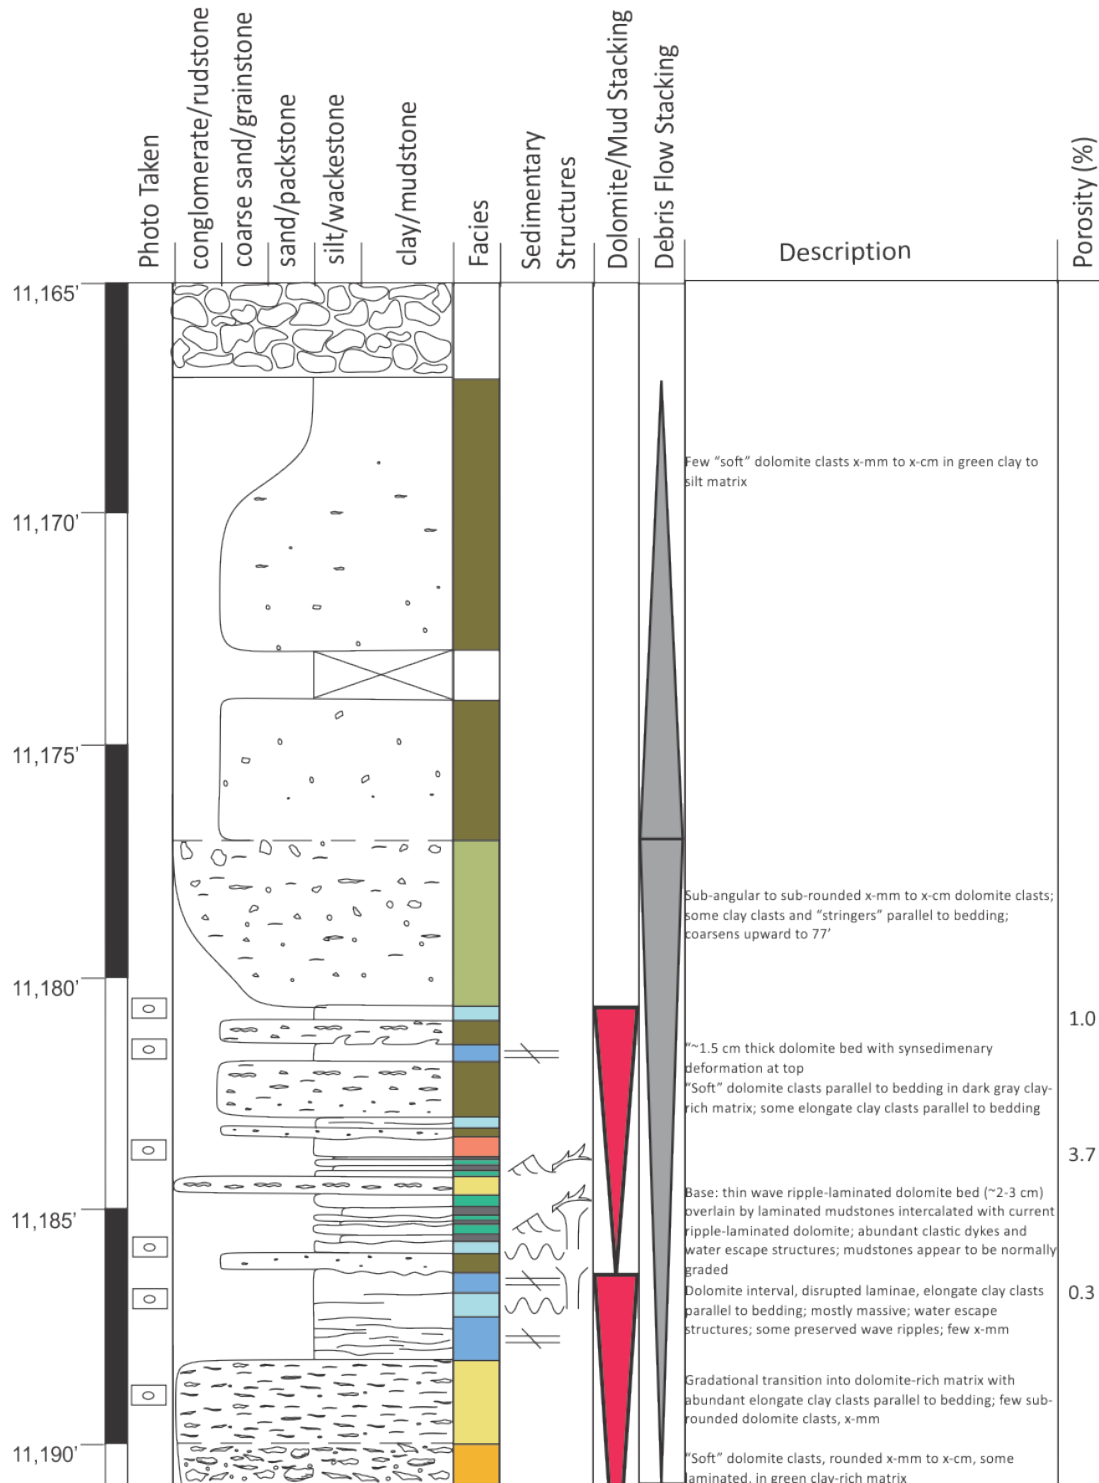 Photo Taken
conglomerate/rudstone
coarse sand/grainstone
sand/packstone
silt/wackestone
clay/mudstone
Facies
Sedimentary
Structures
Dolomite/Mud Stacking
Debris Flow Stacking
Description
Porosity (%)
11,165’
Few “soft” dolomite clasts x-mm to x-cm in green clay to
silt matrix
11,170’
11,175’
Sub-angular to sub-rounded x-mm to x-cm dolomite clasts;
some clay clasts and “stringers” parallel to bedding;
coarsens upward to 77’
11,180’
1.0
“~1.5 cm thick dolomite bed with synsedimenary
deformation at top
“Soft” dolomite clasts parallel to bedding in dark gray clay-
rich matrix; some elongate clay clasts parallel to bedding
3.7
11,185’
Base: thin wave ripple-laminated dolomite bed (~2-3 cm)
overlain by laminated mudstones intercalated with current
ripple-laminated dolomite; abundant clastic dykes and
water escape structures; mudstones appear to be normally
graded
Dolomite interval, disrupted laminae, elongate clay clasts
parallel to bedding; mostly massive; water escape
structures; some preserved wave ripples; few x-mm
0.3
Gradational transition into dolomite-rich matrix with
abundant elongate clay clasts parallel to bedding; few sub-
rounded dolomite clasts, x-mm
11,190’
“Soft” dolomite clasts, rounded x-mm to x-cm, some
laminated, in green clay-rich matrix